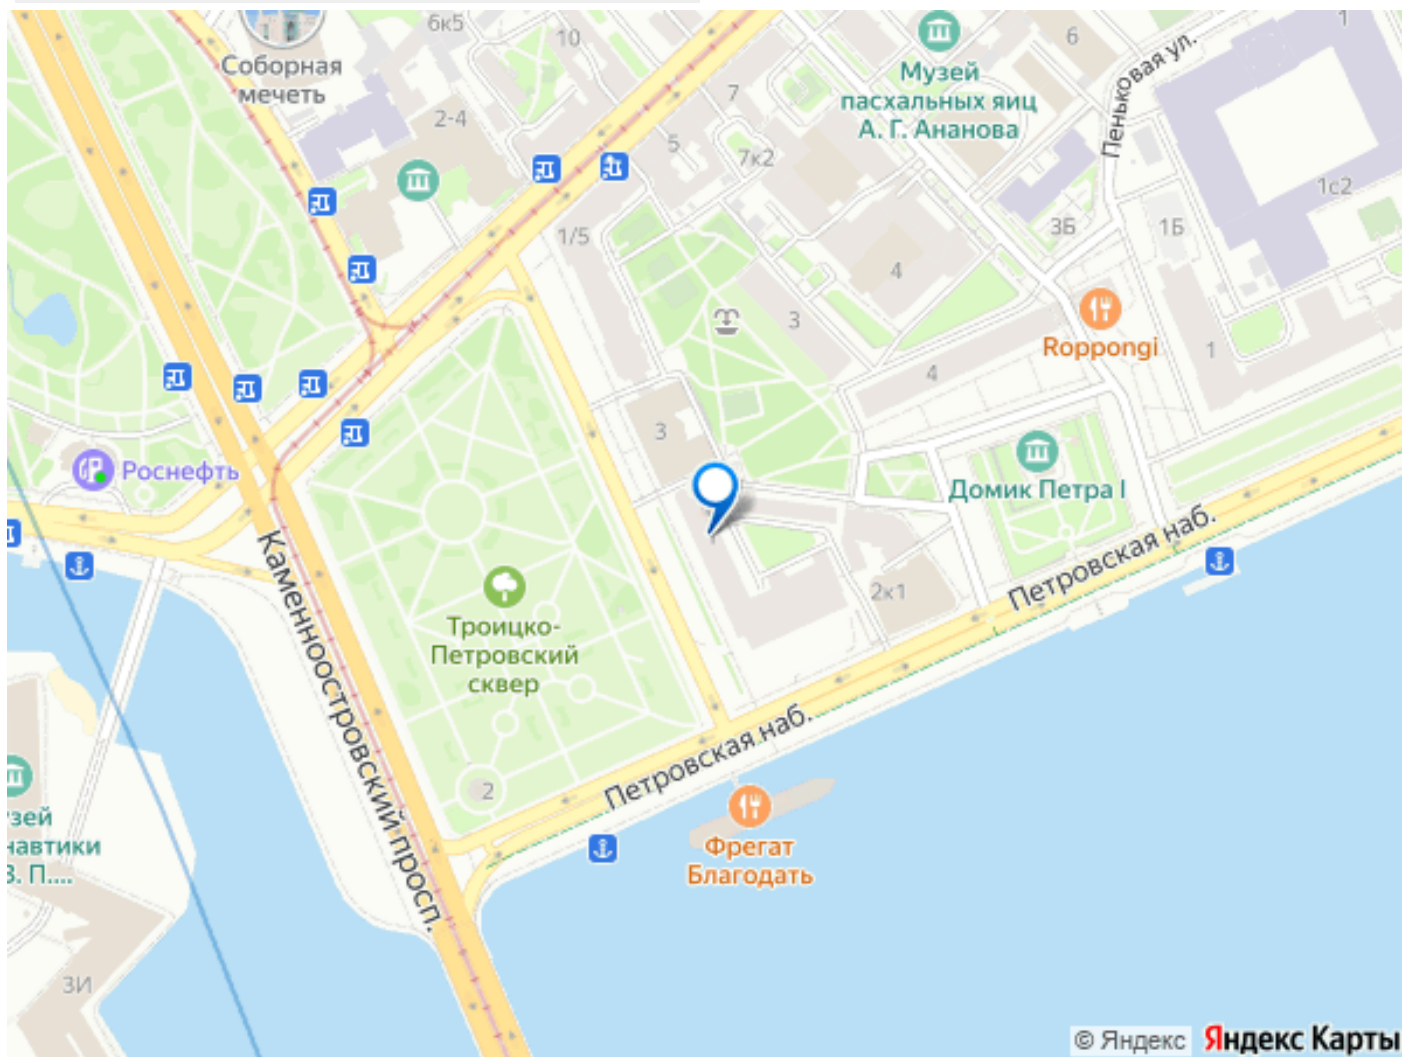 6к5
10
6
1
Соборная
мечеть
Музей
пасхальных яиц
А. Г. Ананова
Пеньковая ул.
7
2-4
5
7к2
1с2
1/5
3Б
1Б
4
3
Roppongi
1
4
3
Роснефть
Домик Петра I
Петровская наб.
Каменноостровский просп.
2к1
Троицко-
Петровский
сквер
Петровская наб.
2
зей
навтики
В. П....
Фрегат
Благодать
3И
© Яндекс Яндекс Карты